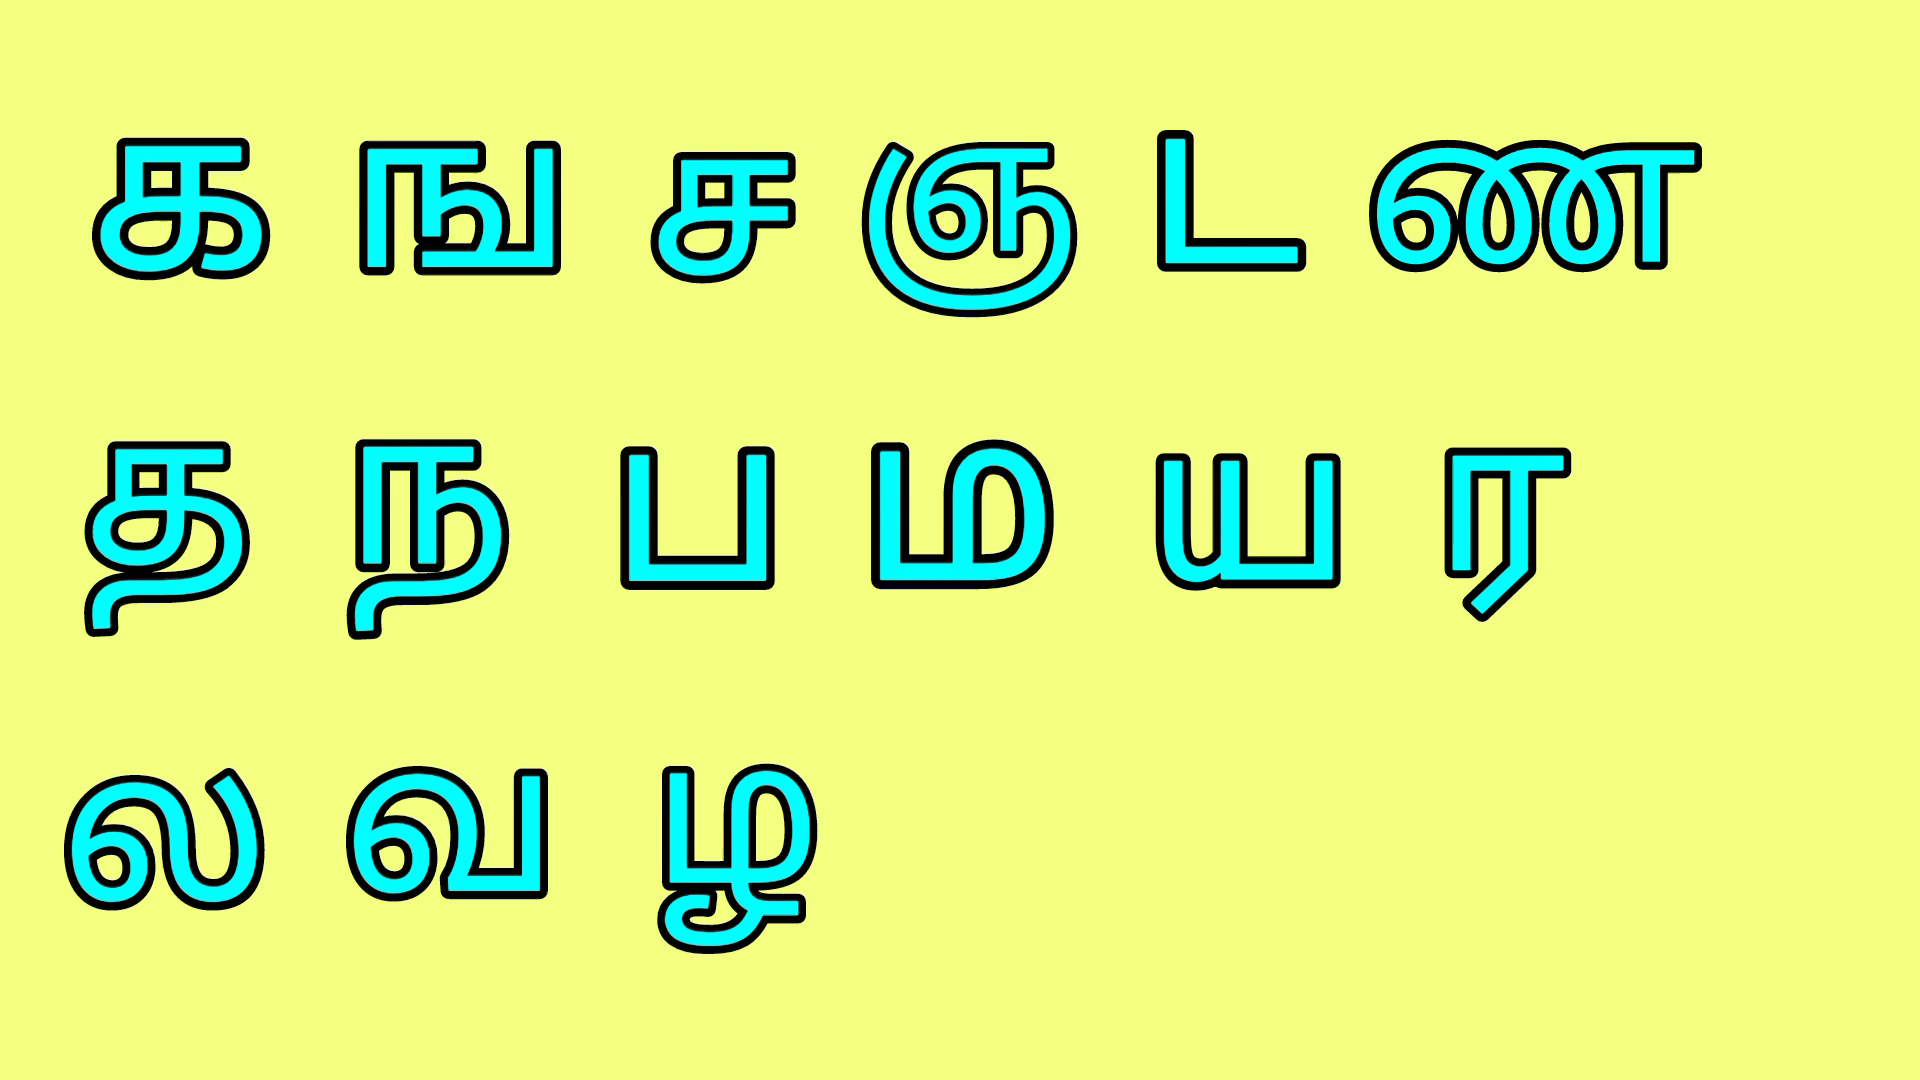 க ங ச ஞ ட ண
த ந ப ம ய ர
ல வ ழ